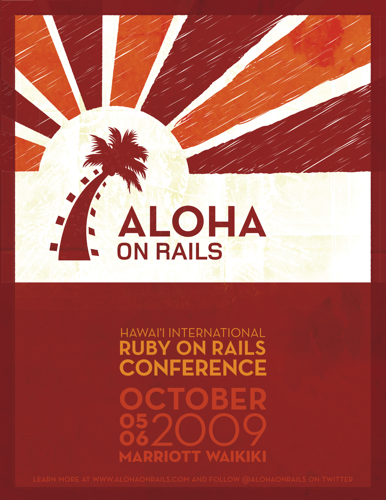 ALOHA
ON RAILS
HAWAI'I INTERNATIONAL
RUBY ON RAILS
CONFERENCE
OCTOBER
05
06 2009
MARRIOTT WAIKIKI
LEARN MORE AT WWW.ALOHAONRAILS.COM AND FOLLOW @ALOHAONRAILS ON TWITTER